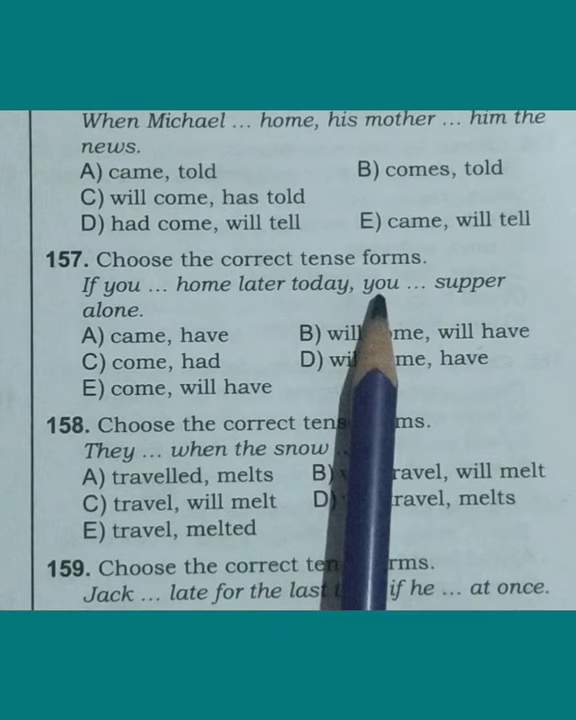 When Michael ... home, his mother ... him the
news.
A) came, told B) comes, told
C) will come, has told
D) had come, will tell E) came, will tell
157. Choose the correct tense forms.
If you ... home later today, you ... supper
alone.
A) came, have B) will me, will have
C) come, had D) me, have
E) come, will have
158. Choose the correct ms.
They ... when the snow
A) travelled, melts B) ravel, will melt
C) travel, will melt D) ravel, melts
E) travel, melted
159. Choose the correct rms.
Jack ... late for the last if he ... at once.